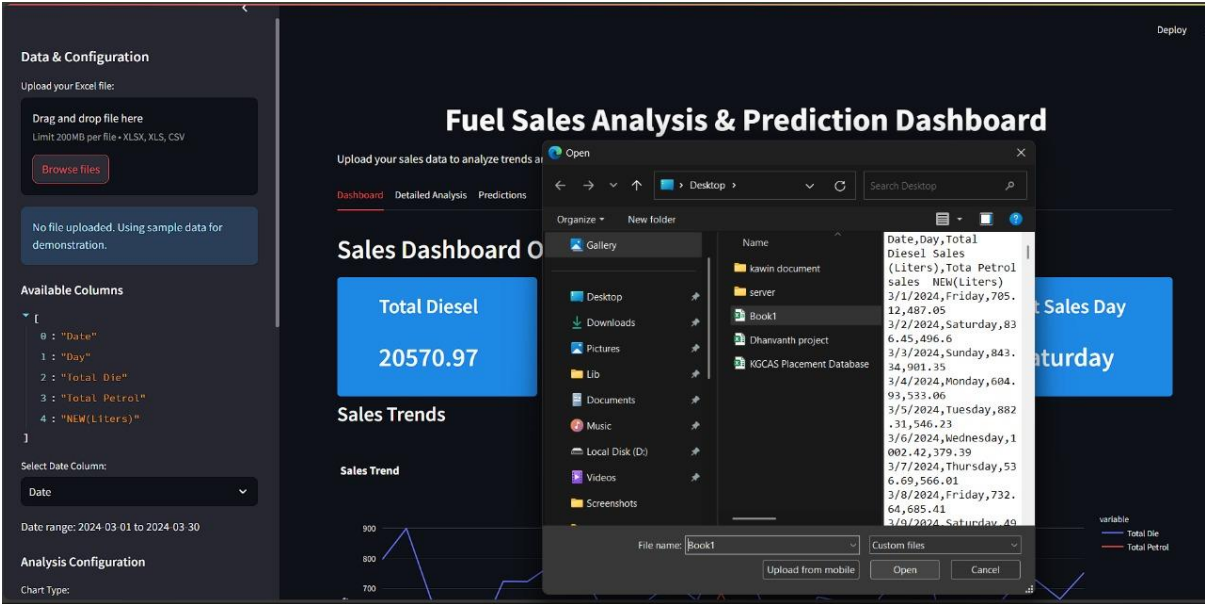 Deploy
Data & Configuration
Upload your Excel file:
Drag and drop file here
Limit 200MB per file • XLSX, XLS, CSV
Browse files
No file uploaded. Using sample data for
demonstration.
Available Columns
[
0 : "Date"
1 : "Day"
2 : "Total Die"
3 : "Total Petrol"
4 : "NEW(Liters)"
]
Select Date Column:
Date
Date range: 2024-03-01 to 2024-03-30
Analysis Configuration
Chart Type:
Fuel Sales Analysis & Prediction Dashboard
Upload your sales data to analyze trends a
Dashboard Detailed Analysis Predictions
Sales Dashboard O
Total Diesel
20570.97
t Sales Day
aturday
Sales Trends
Sales Trend
900
800
700
variable
Total Die
Total Petrol
Open
Desktop
Search Desktop
Organize
New folder
Gallery
Desktop
Downloads
Pictures
Lib
Documents
Music
Local Disk (D:)
Videos
Screenshots
Name
kawin document
server
Book1
Dhanvanth project
KGCAS Placement Database
Date,Day,Total
Diesel Sales
(Liters),Tota Petrol
sales NEW(Liters)
3/1/2024,Friday,705.
12,487.05
3/2/2024,Saturday,83
6.45,496.6
3/3/2024,Sunday,843.
34,901.35
3/4/2024,Monday,604.
93,533.06
3/5/2024,Tuesday,882
.31,546.23
3/6/2024,Wednesday,1
002.42,379.39
3/7/2024,Thursday,53
6.69,566.01
3/8/2024,Friday,732.
64,685.41
3/9/2024,Saturday,49
File name: Book1
Custom files
Upload from mobile
Open
Cancel